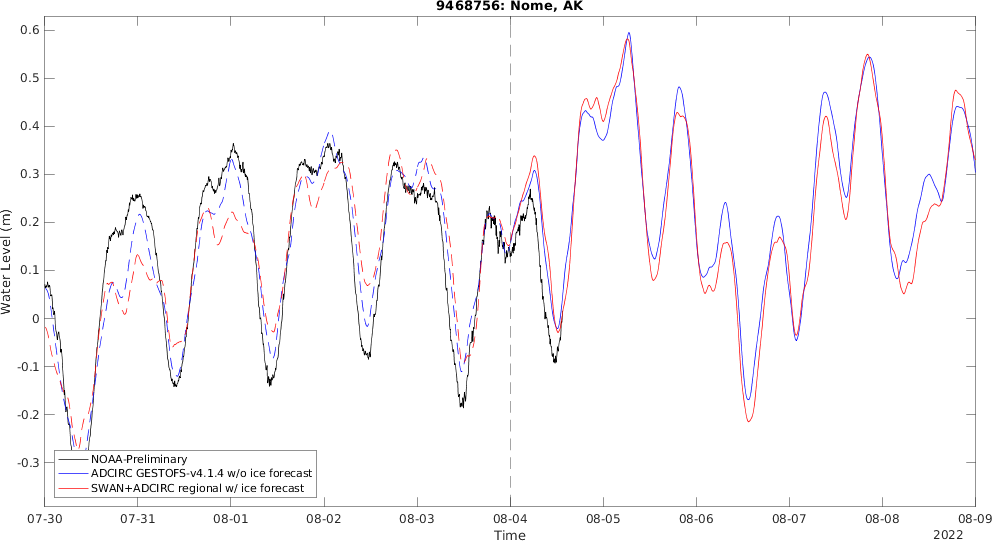 9468756: Nome, AK
0.6
0.5
0.4
0.3
0.2
0.1
0
-0.1
-0.2
-0.3
Water Level (m)
NOAA-Preliminary
ADCIRC GESTOFS-v4.1.4 w/o ice forecast
SWAN+ADCIRC regional w/ ice forecast
07-30 07-31 08-01 08-02 08-03 08-04 08-05 08-06 08-07 08-08 08-09
Time
2022